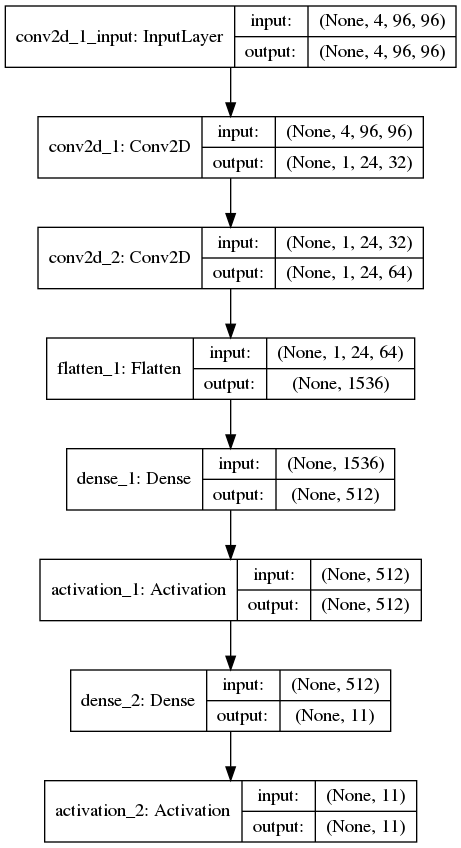 conv2d_1_input: InputLayer
input: (None, 4, 96, 96)
output: (None, 4, 96, 96)
conv2d_1: Conv2D
input: (None, 4, 96, 96)
output: (None, 1, 24, 32)
conv2d_2: Conv2D
input: (None, 1, 24, 32)
output: (None, 1, 24, 64)
flatten_1: Flatten
input: (None, 1, 24, 64)
output: (None, 1536)
dense_1: Dense
input: (None, 1536)
output: (None, 512)
activation_1: Activation
input: (None, 512)
output: (None, 512)
dense_2: Dense
input: (None, 512)
output: (None, 11)
activation_2: Activation
input: (None, 11)
output: (None, 11)